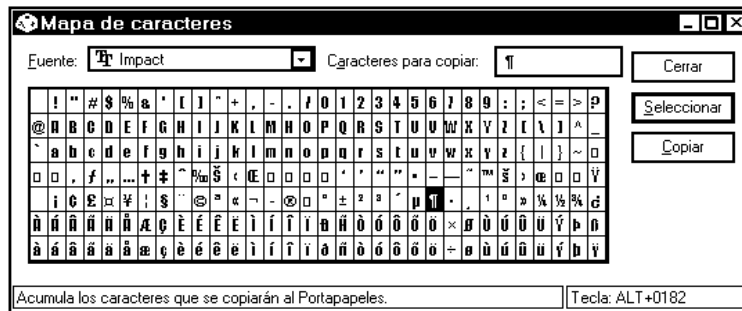 Mapa de caracteres
Fuente: Impact Caracteres para copiar: ¶ Cerrar
! " # $ % & ' ( ) * + , - . / 0 1 2 3 4 5 6 7 8 9 : ; < = > ?
Seleccionar
@ A B C D E F G H I J K L M N O P Q R S T U V W X Y Z [ \ ] ^ _
` a b c d e f g h i j k l m n o p q r s t u v w x y z { | } ~
Copiar
‚ ƒ „ … † ‡ ˆ ‰ Š ‹ Œ ‘ ’ “ ” • – — ˜ ™ š › œ Ÿ
¡ ¢ £ ¤ ¥ ¦ § ¨ © ª « ¬ - ® ° ± ² ³ ´ µ ¶ · ¸ ¹ º » ¼ ½ ¾ ¿
À Á Â Ã Ä Å Æ Ç È É Ê Ë Ì Í Î Ï Ð Ñ Ò Ó Ô Õ Ö × Ø Ù Ú Û Ü Ý Þ ß
à á â ã ä å æ ç è é ê ë ì í î ï ð ñ ò ó ô õ ö ÷ ø ù ú û ü ý þ ÿ
Acumula los caracteres que se copiarán al Portapapeles. Tecla: ALT+0182